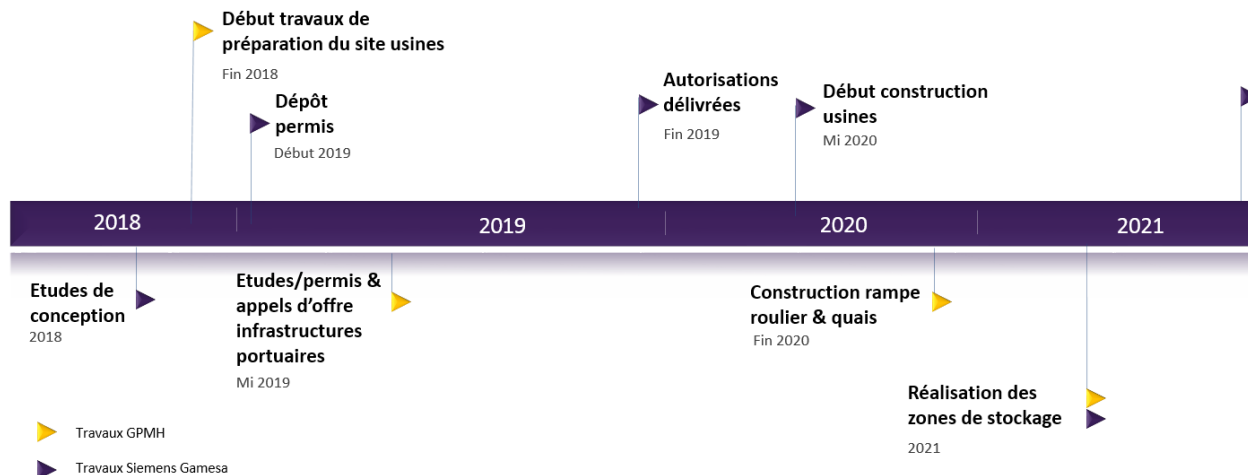 Début travaux de
préparation du site usines
Fin 2018
Dépôt
permis
Début 2019
Autorisations
délivrées
Fin 2019
Début construction
usines
Mi 2020
2018
2019
2020
2021
Etudes de
conception
2018
Etudes/permis &
appels d’offre
infrastructures
portuaires
Mi 2019
Construction rampe
roulier & quais
Fin 2020
Réalisation des
zones de stockage
2021
Travaux GPMH
Travaux Siemens Gamesa